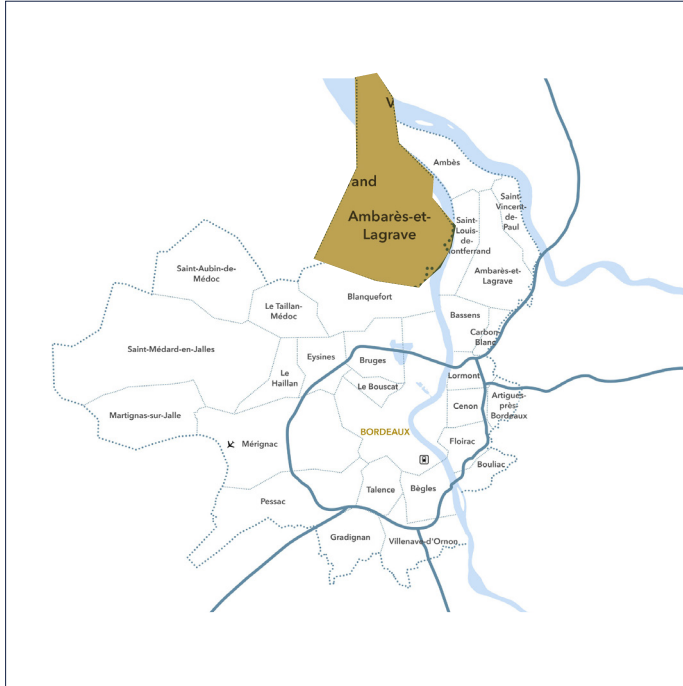 V
Ambès
and
Saint-
Vincent-
de-
Paul
Ambarès-et-
Lagrave
Saint-
Louis-
de-
ontferrand
Saint-Aubin-de-
Médoc
Ambarès-et-
Lagrave
Blanquefort
Le Taillan-
Médoc
Bassens
Carbon
Blanc
Saint-Médard-en-Jalles
Eysines
Bruges
Le
Haillan
Le Bouscat
Lormont
Cenon
Artigues-
près-
Bordeaux
Martignas-sur-Jalle
Mérignac
BORDEAUX
Floirac
Bouliac
Pessac
Talence
Bègles
Gradignan
Villenave-d'Ornon